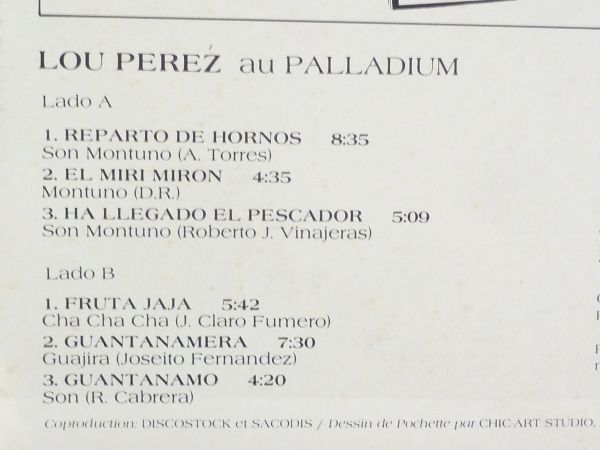 LOU PEREŹ au PALLADIUM
Lado A
1. REPARTO DE HORNOS 8:35
Son Montuno (A. Torres)
2. EL MIRI MIRON 4:35
Montuno (D.R.)
3. HA LLEGADO EL PESCADOR 5:09
Son Montuno (Roberto J. Vinajeras)
Lado B
1. FRUTA JAJA 5:42
Cha Cha Cha (J. Claro Fumero)
2. GUANTANAMERA 7:30
Guajira (Joseito Fernandez)
3. GUANTANAMO 4:20
Son (R. Cabrera)
Coproduction: DISCOSTOCK et SACODIS / Dessin de Pochette par CHIC-ART STUDIO.